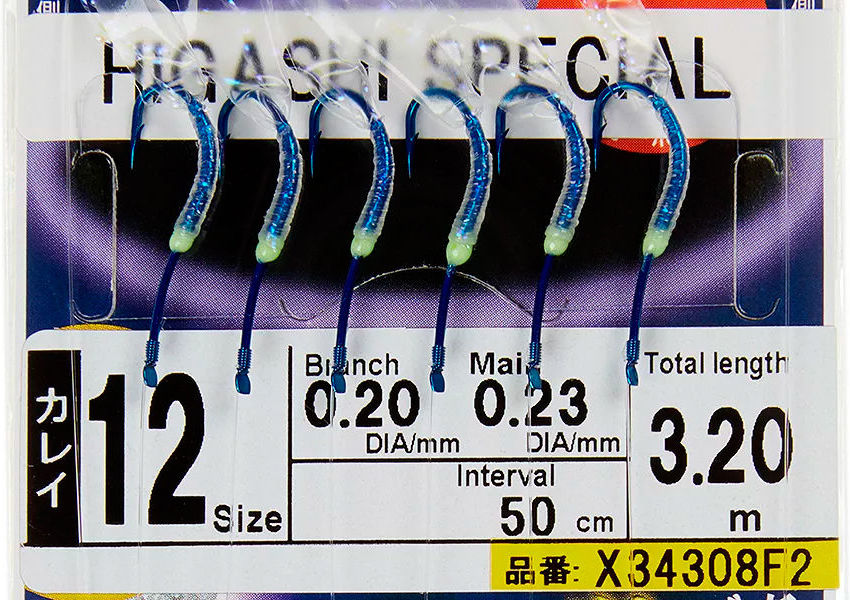 HIGASHI SPECIAL
カレイ
12 Size
Branch
0.20
DIA/mm
Main
0.23
DIA/mm
Interval
50 cm
Total length
3.20
m
品番: X34308F2